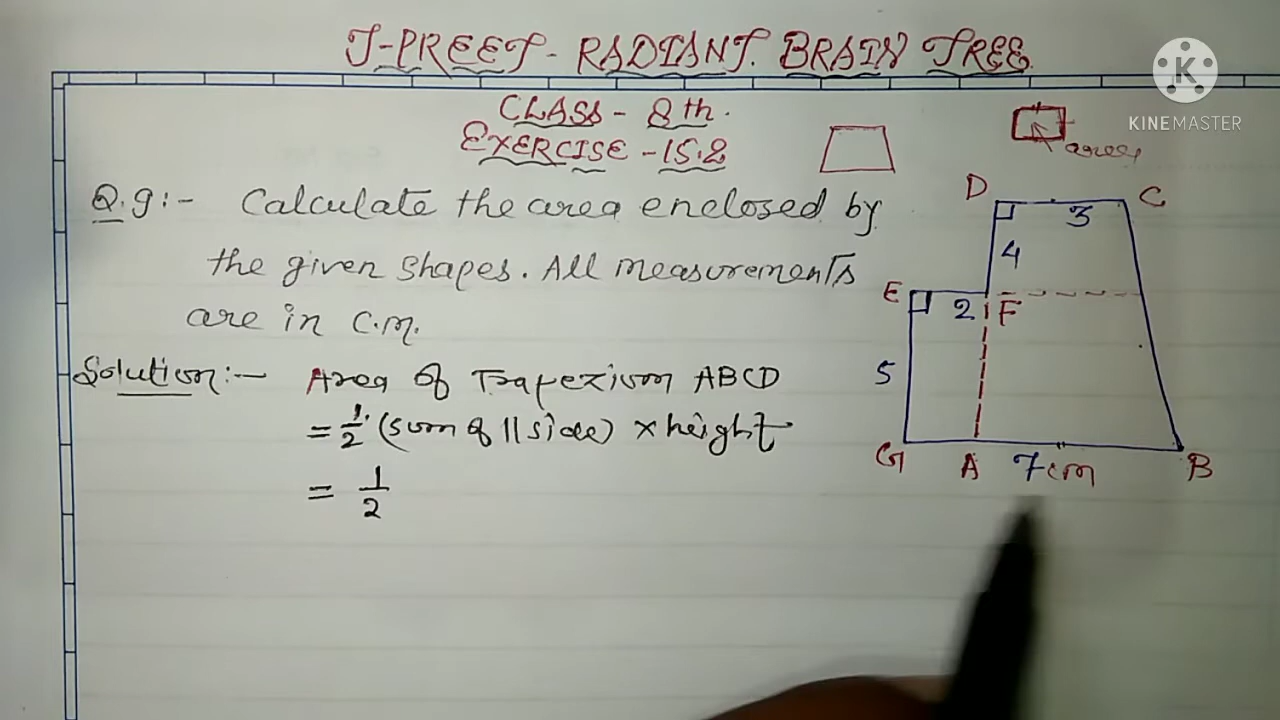 J-PREET-RADIANT. BRAIN TREE.
K
KINEMASTER
CLASS - 8th.
EXERCISE -15.2
area
Q.9:- Calculate the area enclosed by
the given shapes. All measurements
are in C.M.
Solution:- Area of Trapezium ABCD
= 1/2 (sum of || side) × height
= 1/2
D C
3
4
E 2 F
5
G A 7cm B